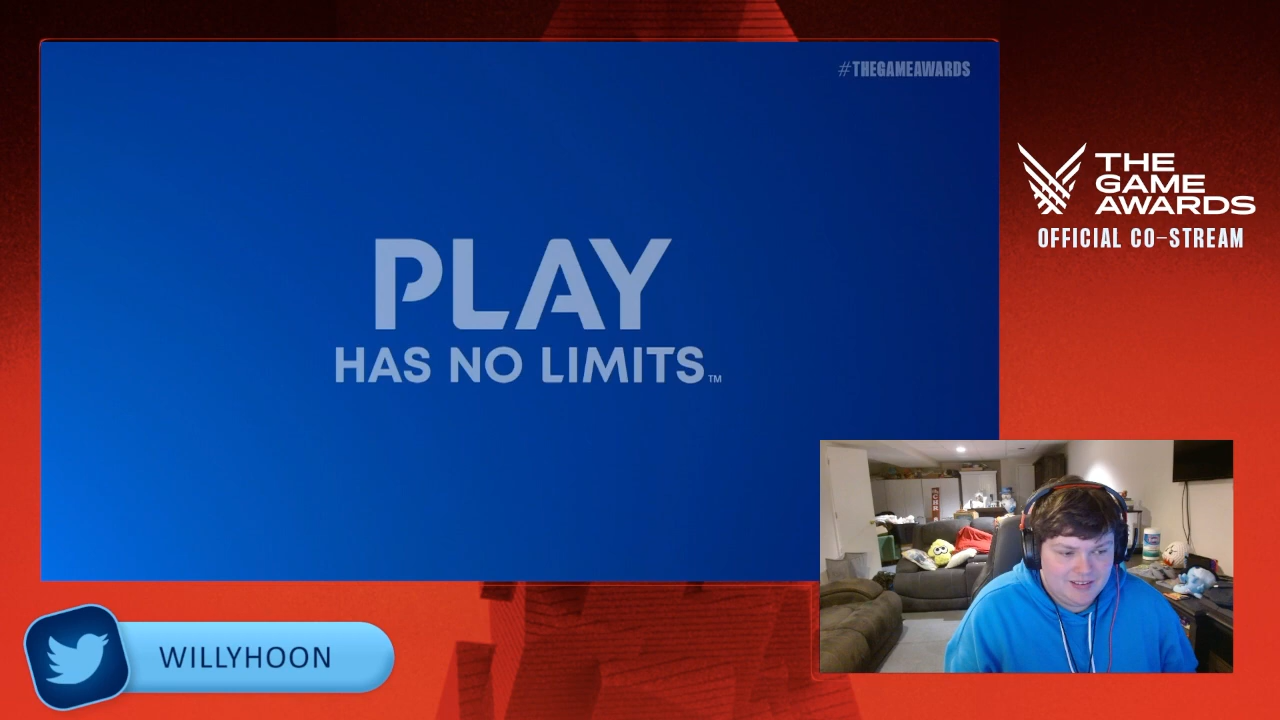 #THEGAMEAWARDS
THE
GAME
AWARDS
OFFICIAL CO-STREAM
PLAY
HAS NO LIMITS™
WILLYHOON